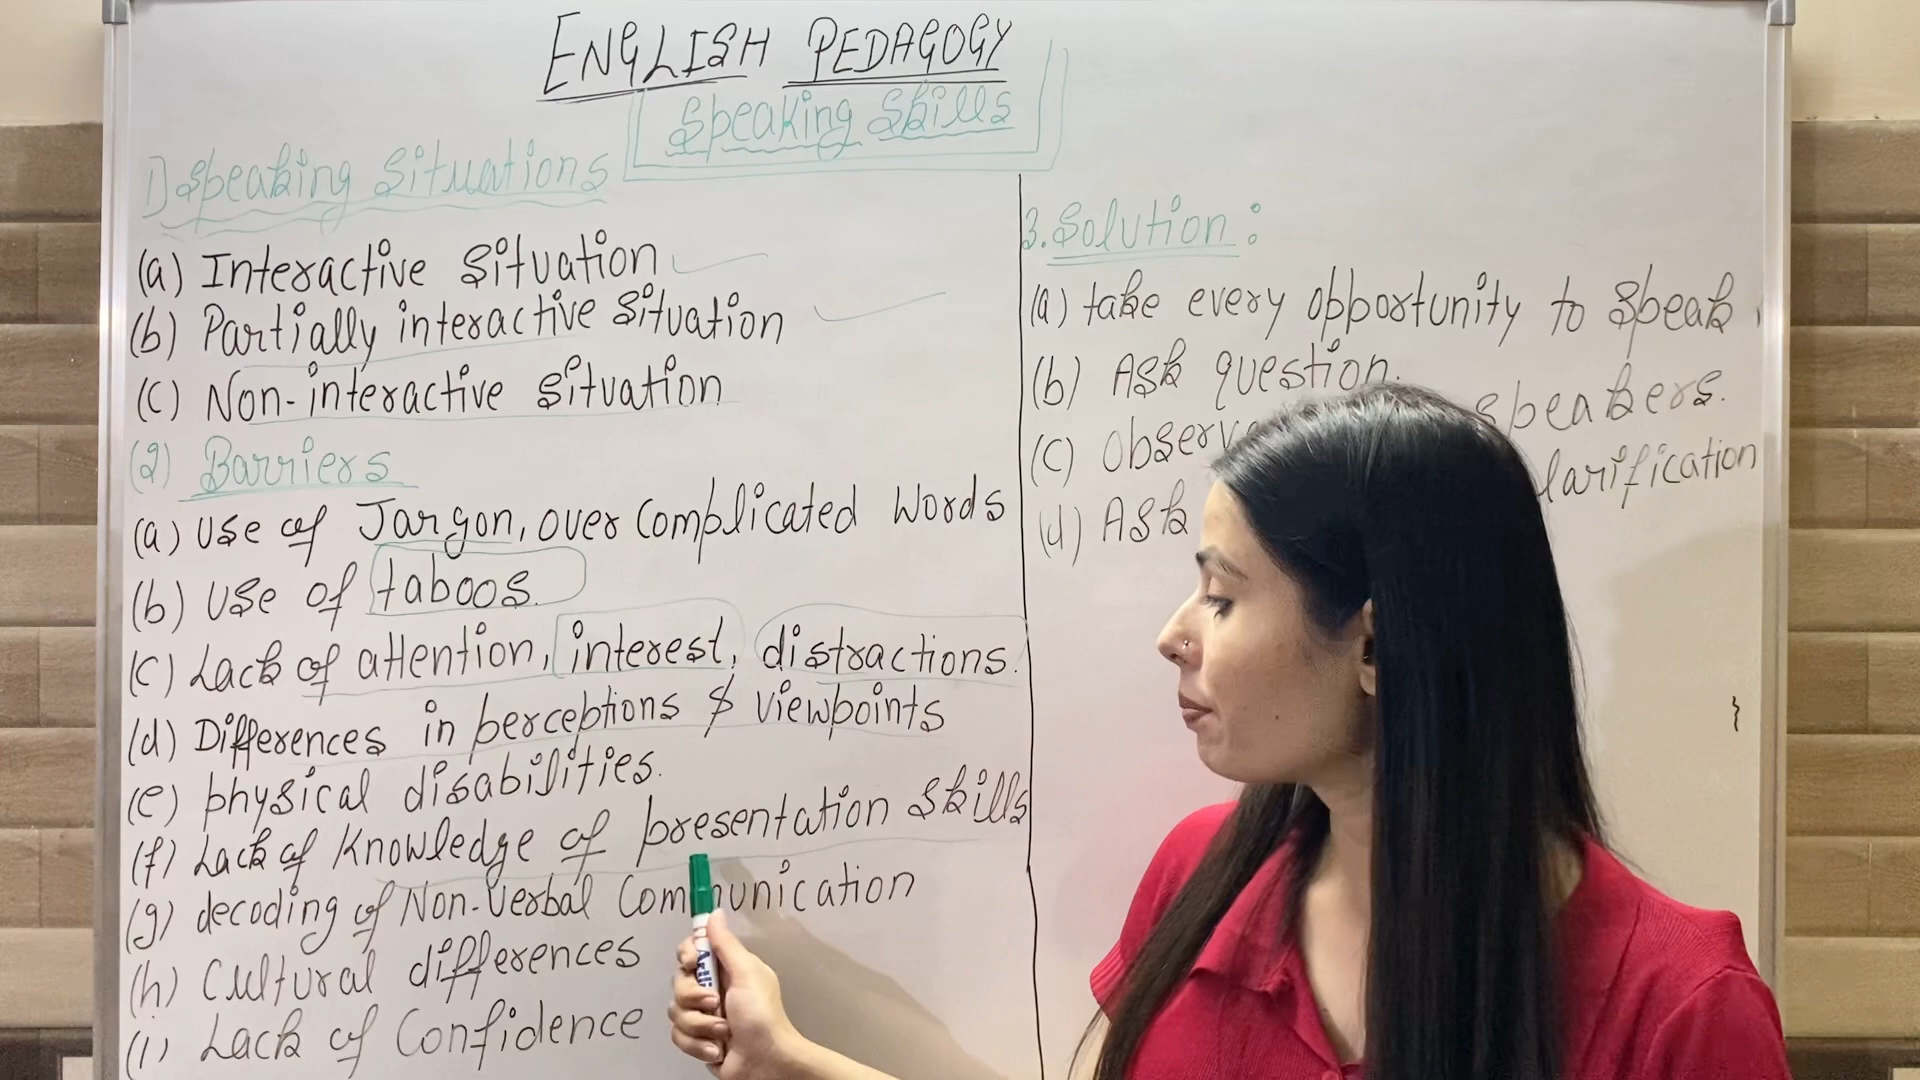 ENGLISH PEDAGOGY
Speaking Skills
1) Speaking Situations
(a) Interactive Situation
(b) Partially interactive Situation
(c) Non-interactive Situation
(2) Barriers
(a) Use of Jargon, over Complicated Words
(b) Use of taboos.
(c) Lack of attention, interest, distractions.
(d) Differences in perceptions & viewpoints
(e) physical disabilities.
(f) Lack of Knowledge of presentation Skills
(g) decoding of Non-Verbal Communication
(h) Cultural differences
(i) Lack of Confidence
3. Solution :
(a) take every opportunity to Speak.
(b) Ask question.
(c) Observe speakers.
(d) Ask larification